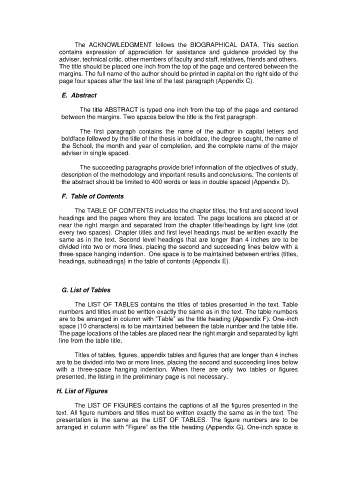 The ACKNOWLEDGMENT follows the BIOGRAPHICAL DATA. This section
contains expression of appreciation for assistance and guidance provided by the
adviser, technical critic, other members of faculty and staff, relatives, friends and others.
The title should be placed one inch from the top of the page and centered between the
margins. The full name of the author should be printed in capital on the right side of the
page four spaces after the last line of the last paragraph (Appendix C).
E. Abstract
The title ABSTRACT is typed one inch from the top of the page and centered
between the margins. Two spaces below the title is the first paragraph.
The first paragraph contains the name of the author in capital letters and
boldface followed by the title of the thesis in boldface, the degree sought, the name of
the School, the month and year of completion, and the complete name of the major
adviser in single spaced.
The succeeding paragraphs provide brief information of the objectives of study,
description of the methodology and important results and conclusions. The contents of
the abstract should be limited to 400 words or less in double spaced (Appendix D).
F. Table of Contents
The TABLE OF CONTENTS includes the chapter titles, the first and second level
headings and the pages where they are located. The page locations are placed at or
near the right margin and separated from the chapter title/headings by light line (dot
every two spaces). Chapter titles and first level headings must be written exactly the
same as in the text. Second level headings that are longer than 4 inches are to be
divided into two or more lines, placing the second and succeeding lines below with a
three-space hanging indention. One space is to be maintained between entries (titles,
headings, subheadings) in the table of contents (Appendix E).
G. List of Tables
The LIST OF TABLES contains the titles of tables presented in the text. Table
numbers and titles must be written exactly the same as in the text. The table numbers
are to be arranged in column with "Table" as the title heading (Appendix F). One-inch
space (10 characters) is to be maintained between the table number and the table title.
The page locations of the tables are placed near the right margin and separated by light
line from the table title.
Titles of tables, figures, appendix tables and figures that are longer than 4 inches
are to be divided into two or more lines, placing the second and succeeding lines below
with a three-space hanging indention. When there are only two tables or figures
presented, the listing in the preliminary page is not necessary.
H. List of Figures
The LIST OF FIGURES contains the captions of all the figures presented in the
text. All figure numbers and titles must be written exactly the same as in the text. The
presentation is the same as the LIST OF TABLES. The figure numbers are to be
arranged in column with "Figure" as the title heading (Appendix G). One-inch space is